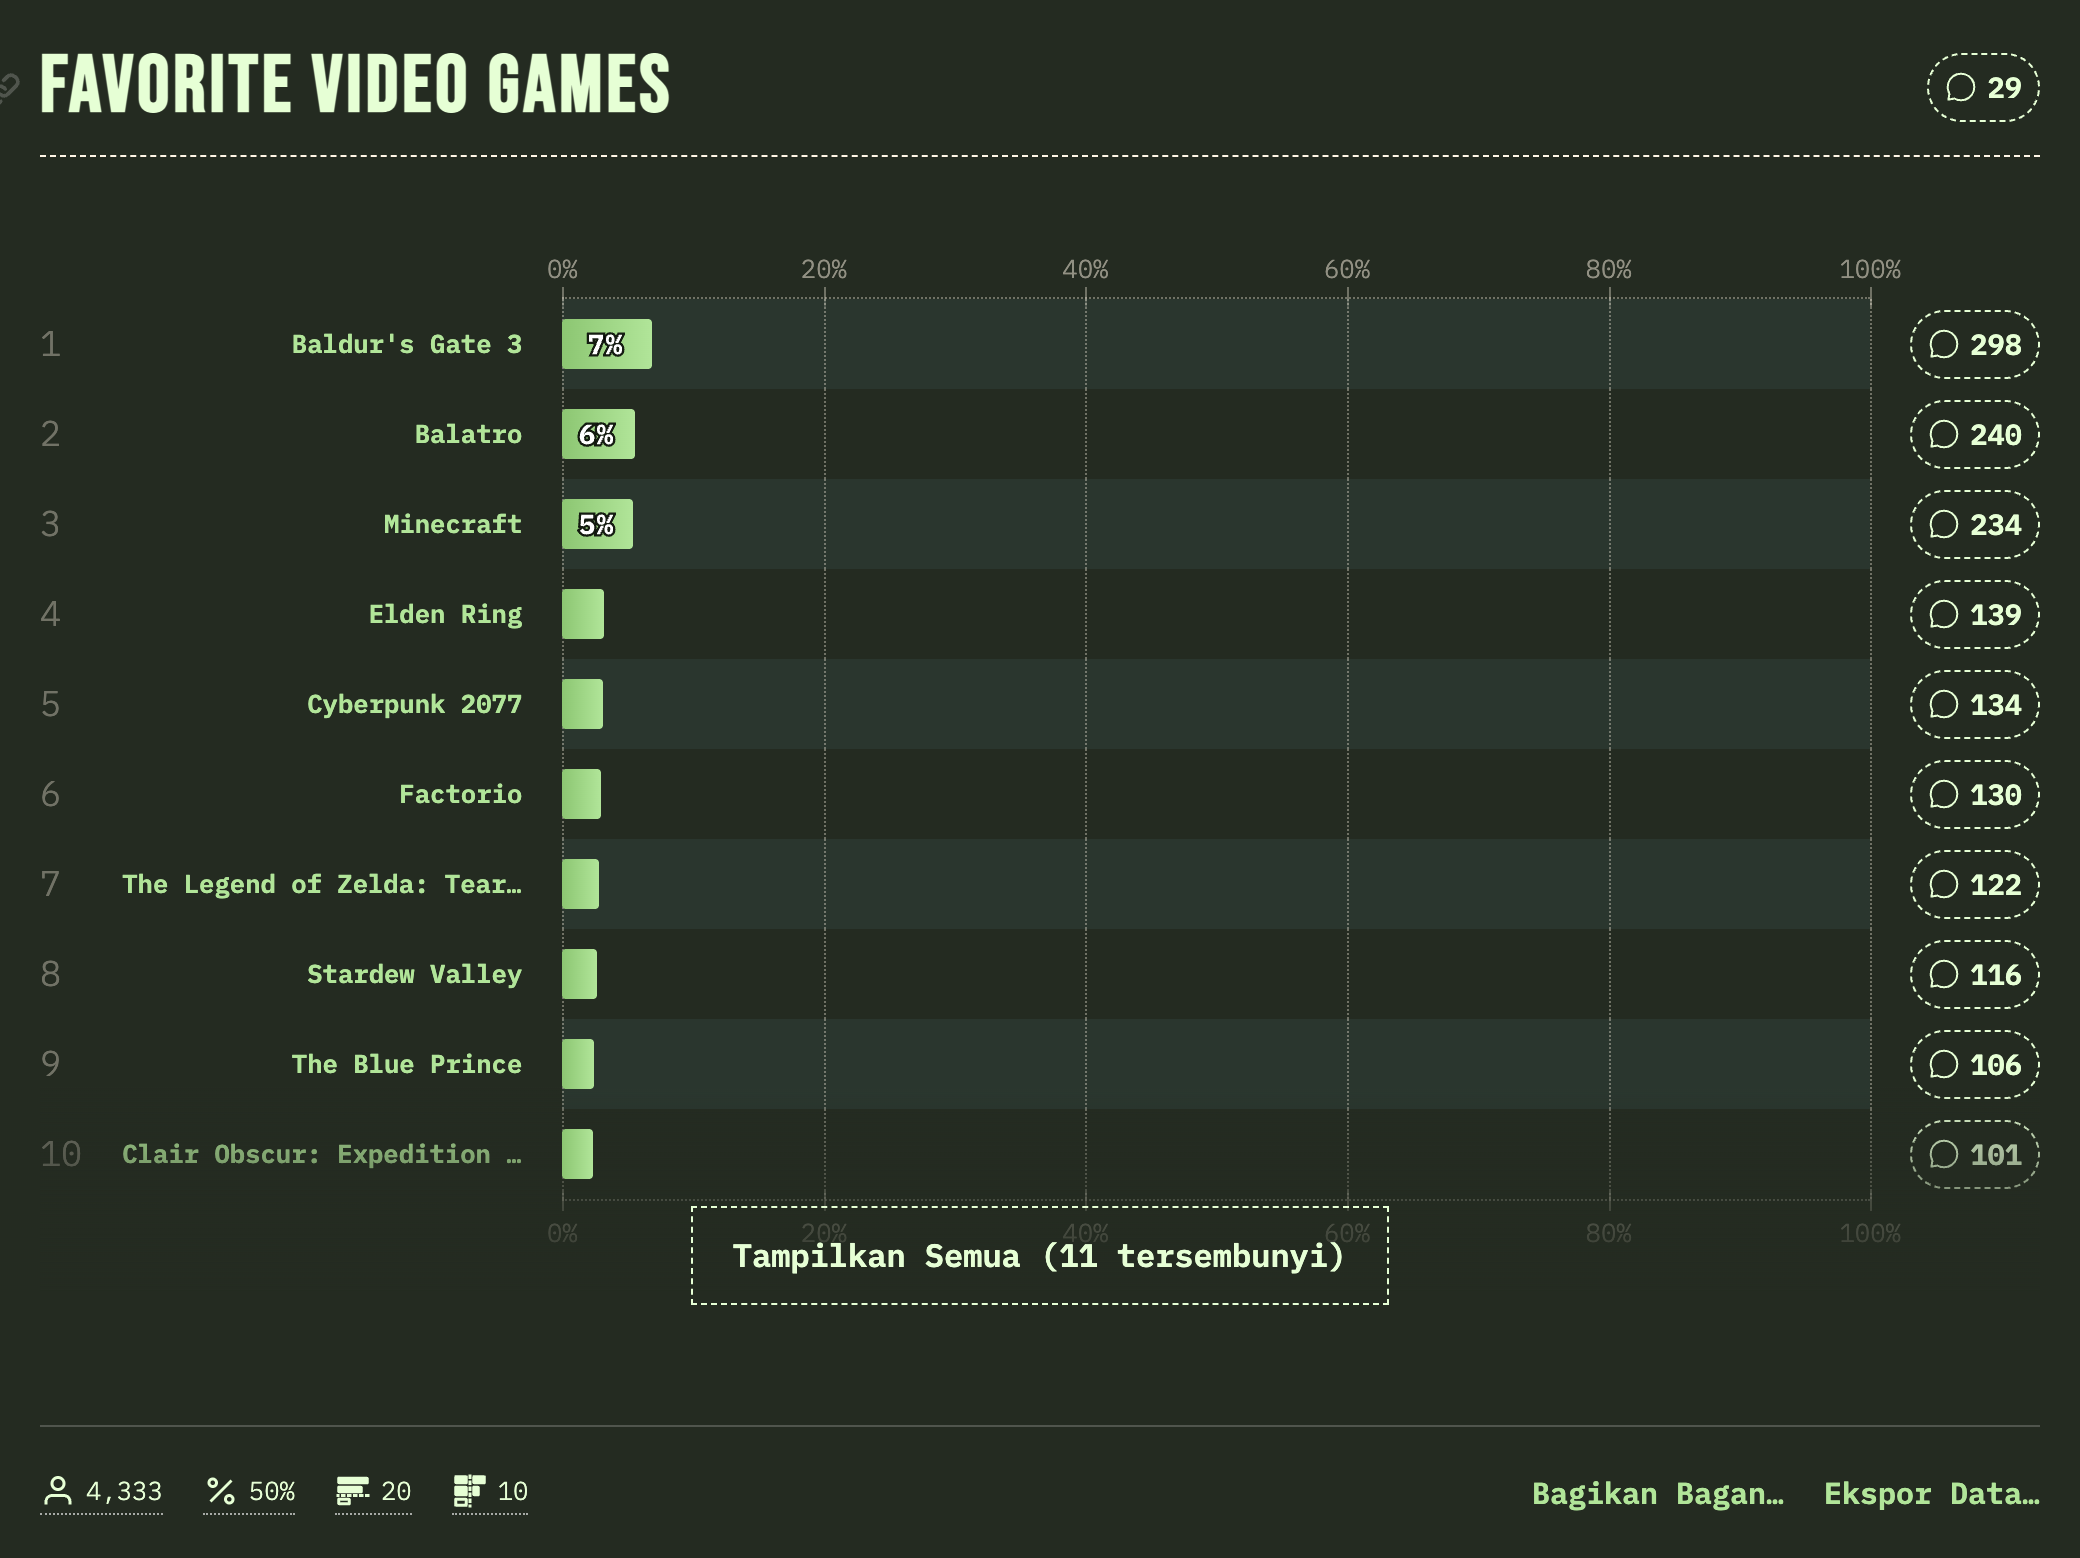 FAVORITE VIDEO GAMES
29
0% 20% 40% 60% 80% 100%
1 Baldur's Gate 3 7% 298
2 Balatro 6% 240
3 Minecraft 5% 234
4 Elden Ring 139
5 Cyberpunk 2077 134
6 Factorio 130
7 The Legend of Zelda: Tear… 122
8 Stardew Valley 116
9 The Blue Prince 106
10 Clair Obscur: Expedition … 101
0% 20% 40% 60% 80% 100%
Tampilkan Semua (11 tersembunyi)
4,333 50% 20 10 Bagikan Bagan… Ekspor Data…